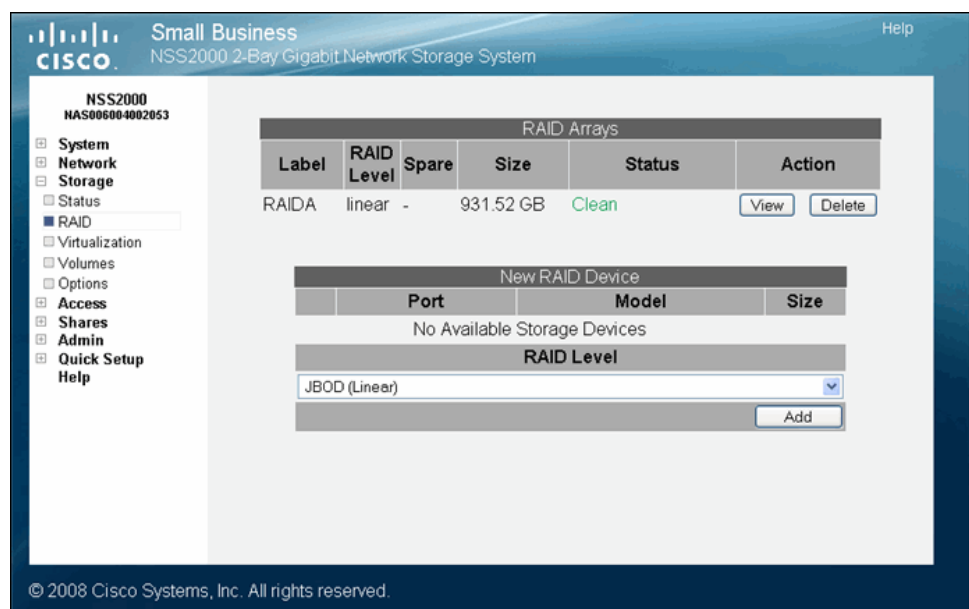 Small Business
Help
CISCO.
NSS2000 2-Bay Gigabit Network Storage System
NSS2000
NAS006004002053
System
Network
Storage
Status
RAID
Virtualization
Volumes
Options
Access
Shares
Admin
Quick Setup
Help
RAID Arrays
Label RAID Level Spare Size Status Action
RAIDA linear - 931.52 GB Clean View Delete
New RAID Device
Port Model Size
No Available Storage Devices
RAID Level
JBOD (Linear)
Add
© 2008 Cisco Systems, Inc. All rights reserved.